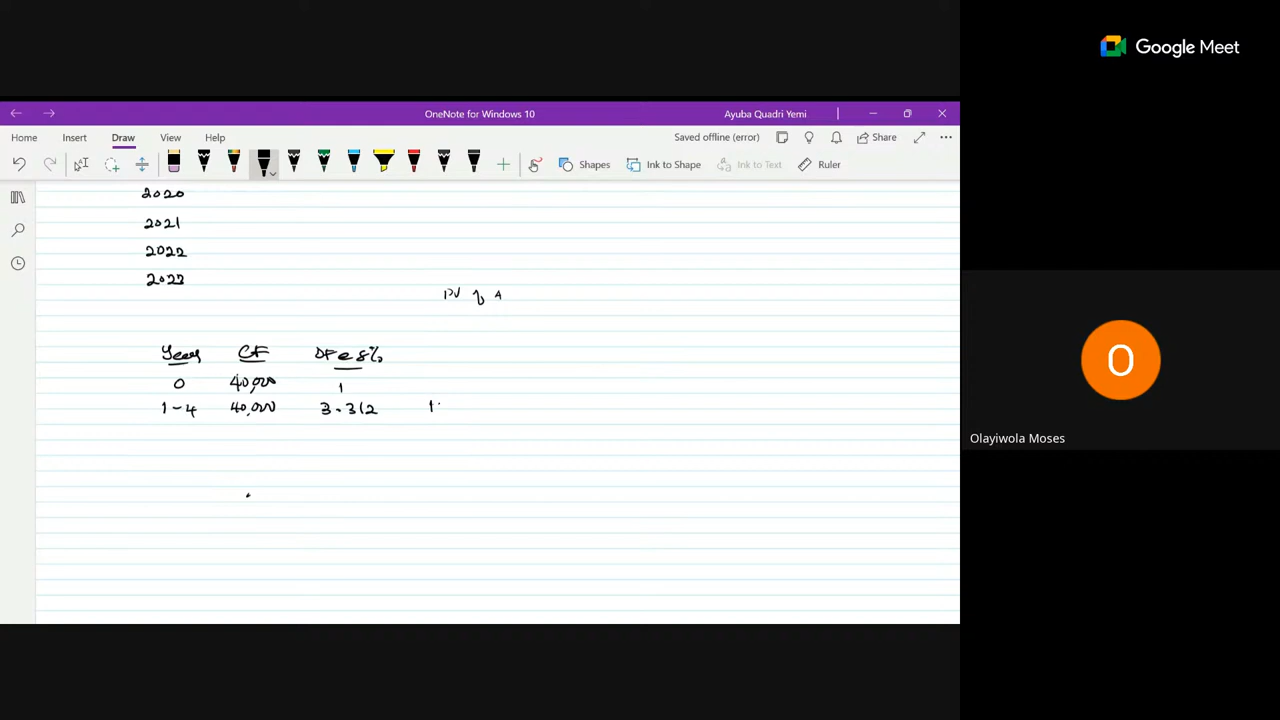 Google Meet
OneNote for Windows 10
Ayuba Quadri Yemi
Home Insert Draw View Help
Saved offline (error)
Share
Shapes
Ink to Shape
Ink to Text
Ruler
2020
2021
2022
2023
PV of A
Years CF DF @ 8%
0 40,000 1
1-4 40,000 3.312 1
O
Olayiwola Moses